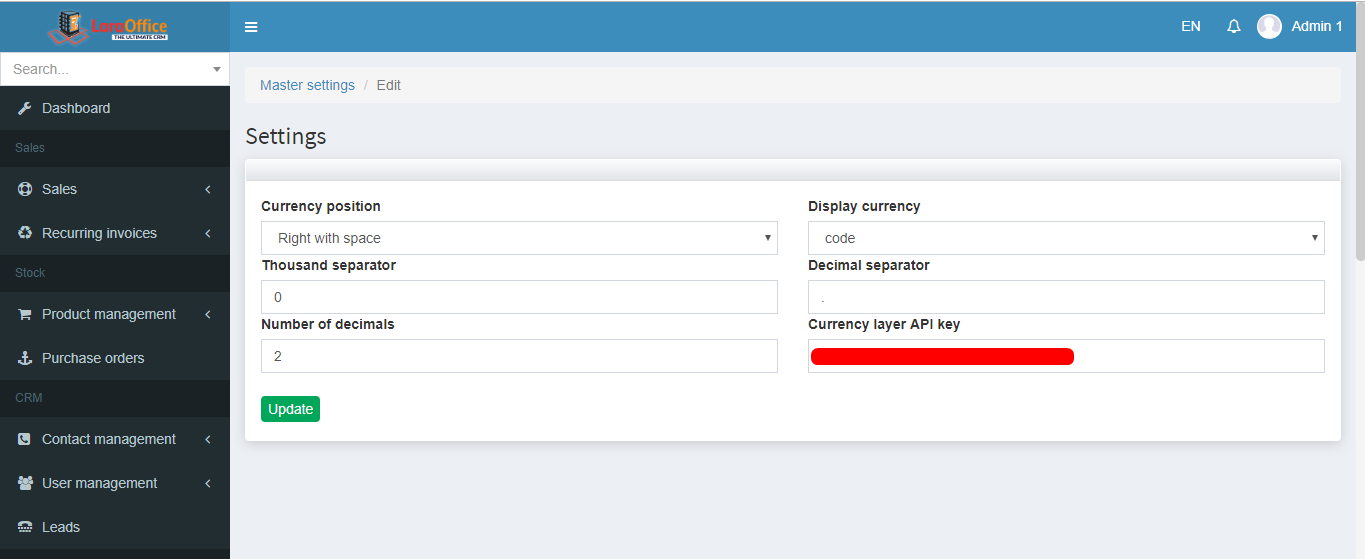 LaraOffice
THE ULTIMATE CRM
EN
Admin 1
Search...
Dashboard
Sales
Sales
Recurring invoices
Stock
Product management
Purchase orders
CRM
Contact management
User management
Leads
Master settings / Edit
Settings
Currency position
Display currency
Right with space
code
Thousand separator
Decimal separator
0
.
Number of decimals
Currency layer API key
2
Update